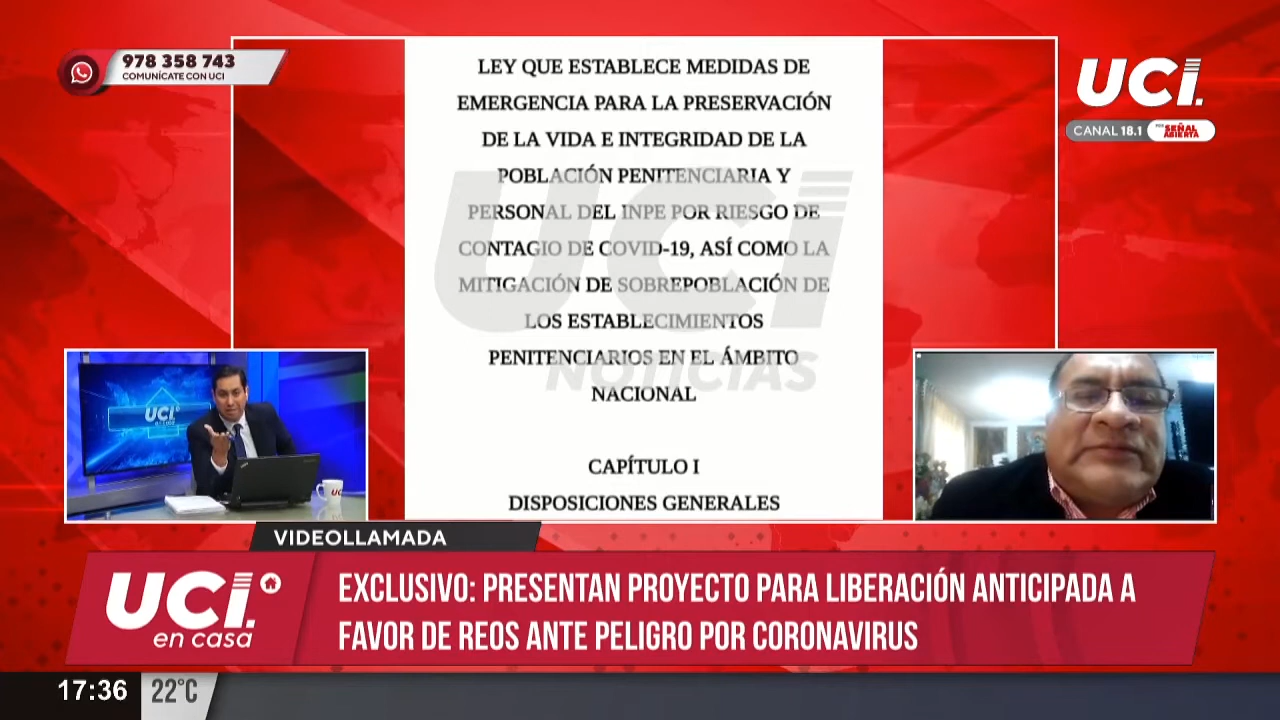 978 358 743
COMUNÍCATE CON UCI
UCI.
CANAL 18.1 POR SEÑAL ABIERTA
LEY QUE ESTABLECE MEDIDAS DE
EMERGENCIA PARA LA PRESERVACIÓN
DE LA VIDA E INTEGRIDAD DE LA
POBLACIÓN PENITENCIARIA Y
PERSONAL DEL INPE POR RIESGO DE
CONTAGIO DE COVID-19, ASÍ COMO LA
MITIGACIÓN DE SOBREPOBLACIÓN DE
LOS ESTABLECIMIENTOS
PENITENCIARIOS EN EL ÁMBITO
NACIONAL
CAPÍTULO I
DISPOSICIONES GENERALES
UCI
NOTICIAS
UCI.
VIDEOLLAMADA
UCI.
en casa
EXCLUSIVO: PRESENTAN PROYECTO PARA LIBERACIÓN ANTICIPADA A
FAVOR DE REOS ANTE PELIGRO POR CORONAVIRUS
17:36 22°C